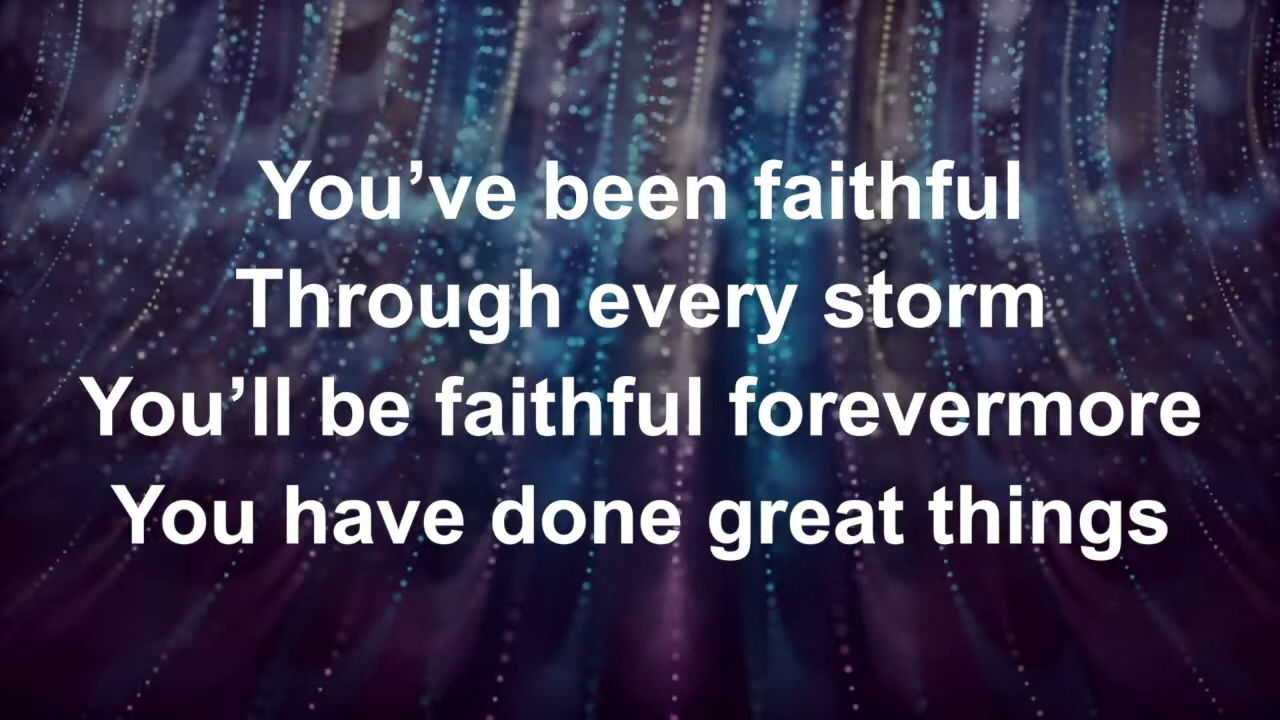 You’ve been faithful
Through every storm
You’ll be faithful forevermore
You have done great things